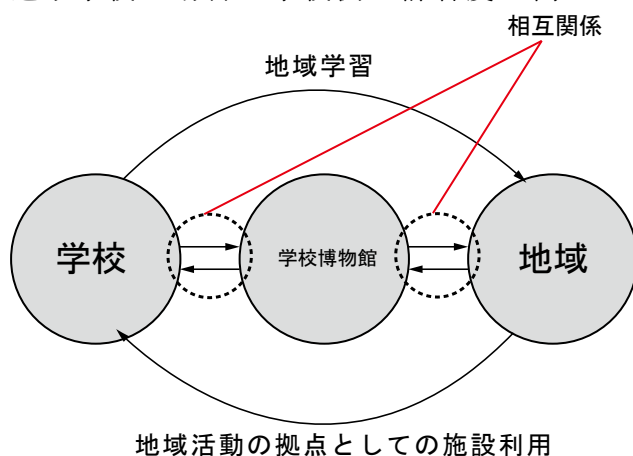 相互関係
地域学習
学校
学校博物館
地域
地域活動の拠点としての施設利用